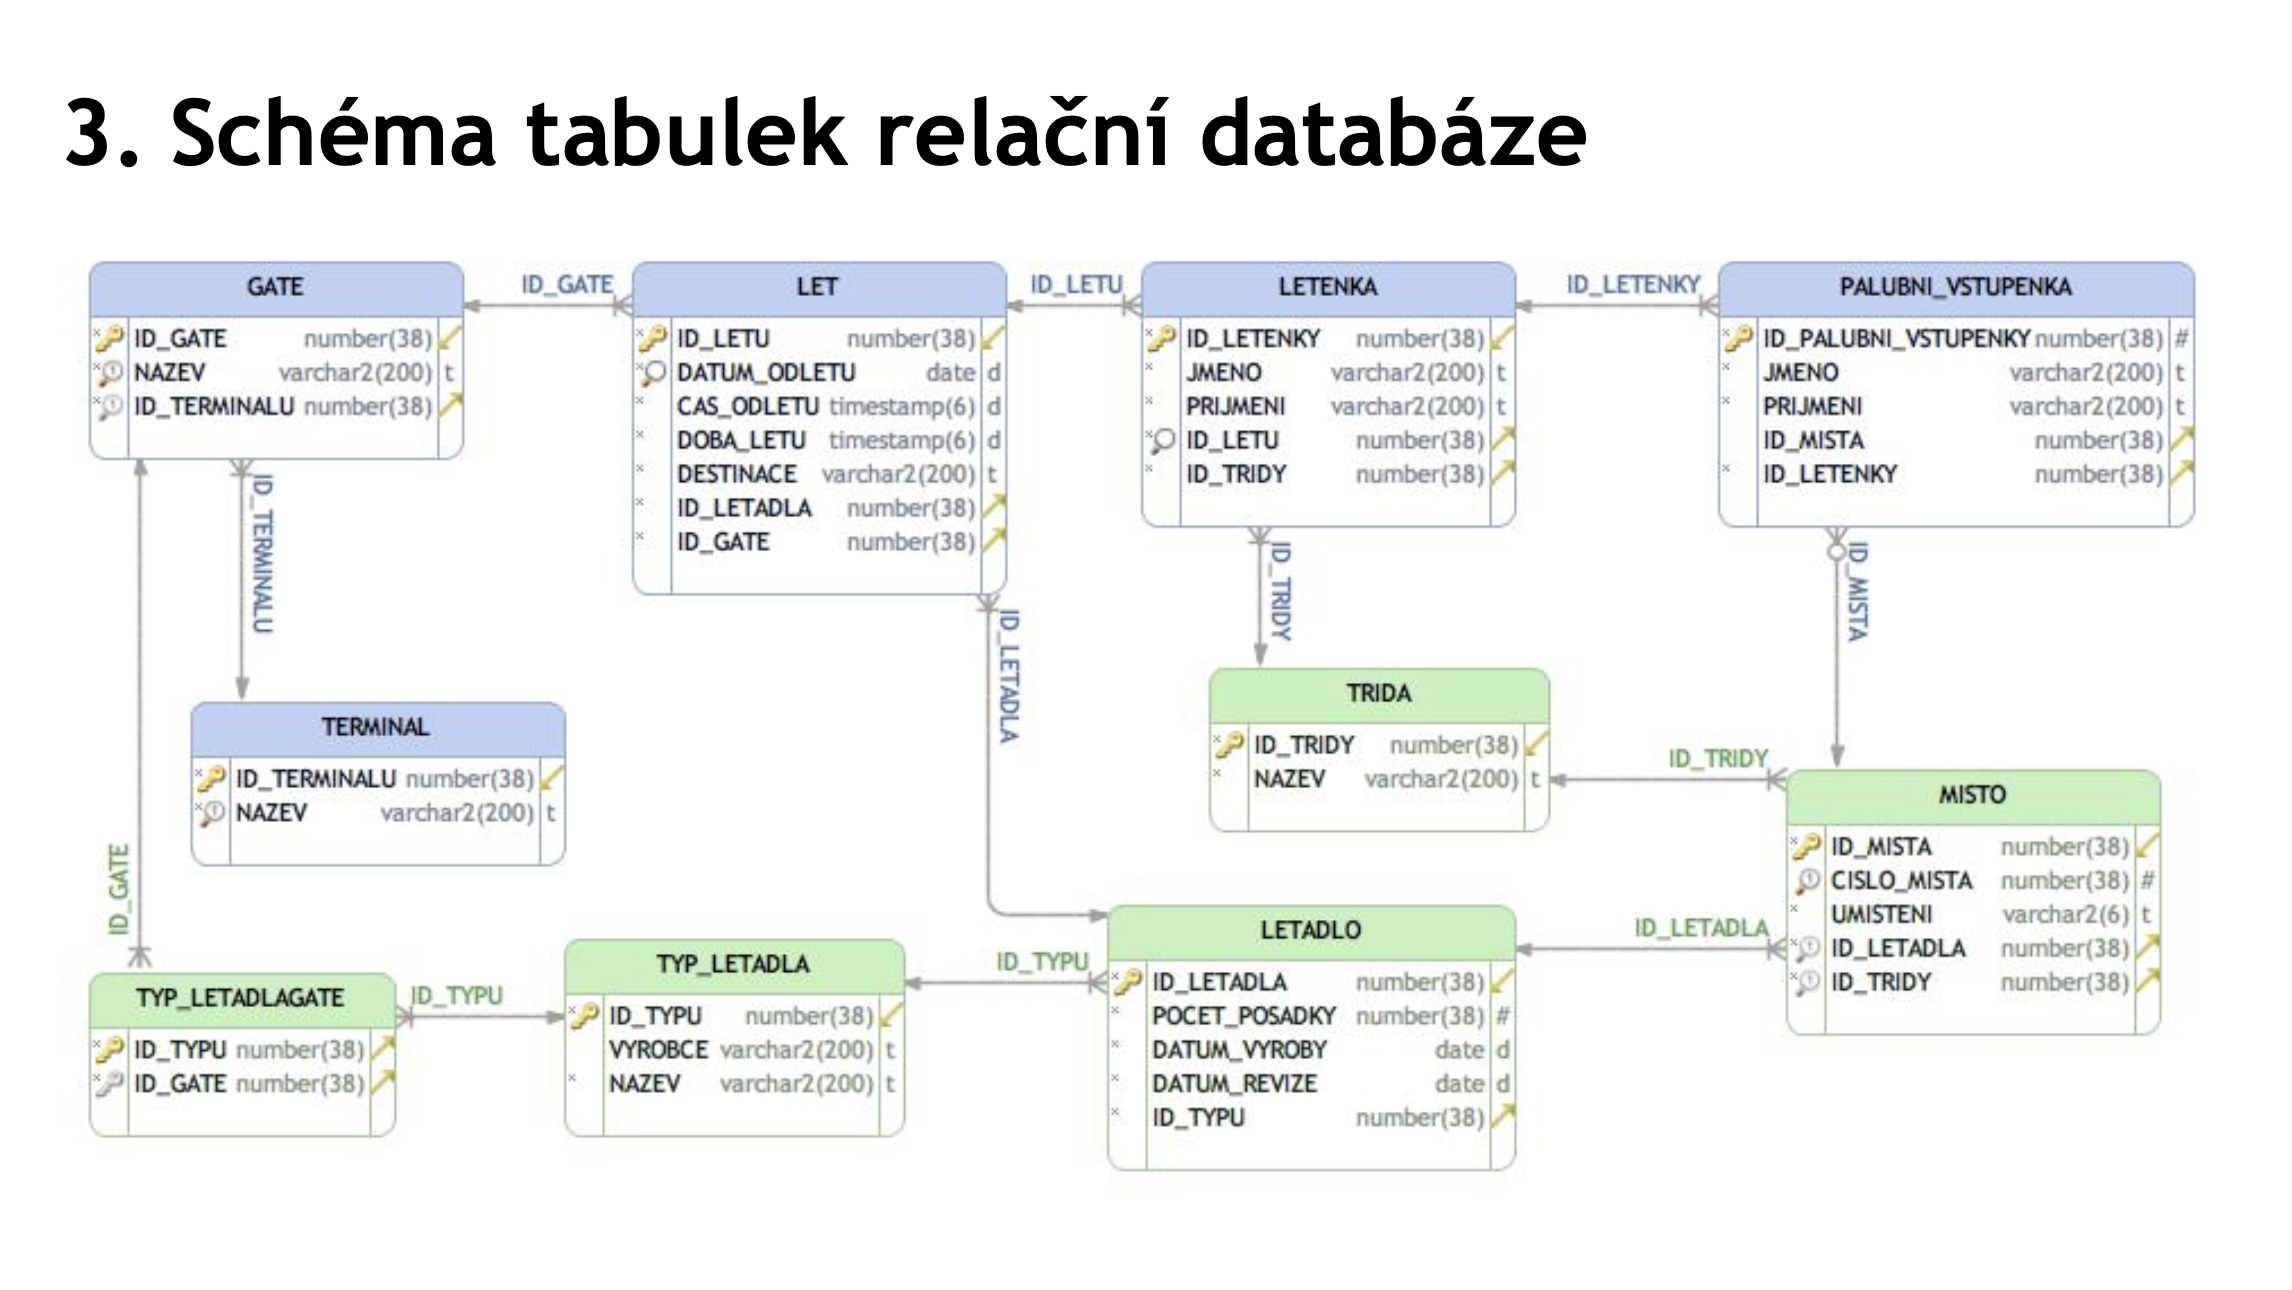 3. Schéma tabulek relační databáze
GATE
ID_GATE number(38)
NAZEV varchar2(200) t
ID_TERMINALU number(38)
ID_GATE
LET
ID_LETU number(38)
DATUM_ODLETU date d
CAS_ODLETU timestamp(6) d
DOBA_LETU timestamp(6) d
DESTINACE varchar2(200) t
ID_LETADLA number(38)
ID_GATE number(38)
ID_LETU
LETENKA
ID_LETENKY number(38)
JMENO varchar2(200) t
PRIJMENI varchar2(200) t
ID_LETU number(38)
ID_TRIDY number(38)
ID_LETENKY
PALUBNI_VSTUPENKA
ID_PALUBNI_VSTUPENKY number(38) #
JMENO varchar2(200) t
PRIJMENI varchar2(200) t
ID_MISTA number(38)
ID_LETENKY number(38)
ID_TERMINALU
ID_LETADLA
ID_TRIDY
ID_MISTA
TERMINAL
ID_TERMINALU number(38)
NAZEV varchar2(200) t
TRIDA
ID_TRIDY number(38)
NAZEV varchar2(200) t
ID_TRIDY
MISTO
ID_MISTA number(38)
CISLO_MISTA number(38) #
UMISTENI varchar2(6) t
ID_LETADLA number(38)
ID_TRIDY number(38)
ID_GATE
TYP_LETADLAGATE
ID_TYPU number(38)
ID_GATE number(38)
ID_TYPU
TYP_LETADLA
ID_TYPU number(38)
VYROBCE varchar2(200) t
NAZEV varchar2(200) t
ID_TYPU
LETADLO
ID_LETADLA number(38)
POCET_POSADKY number(38) #
DATUM_VYROBY date d
DATUM_REVIZE date d
ID_TYPU number(38)
ID_LETADLA